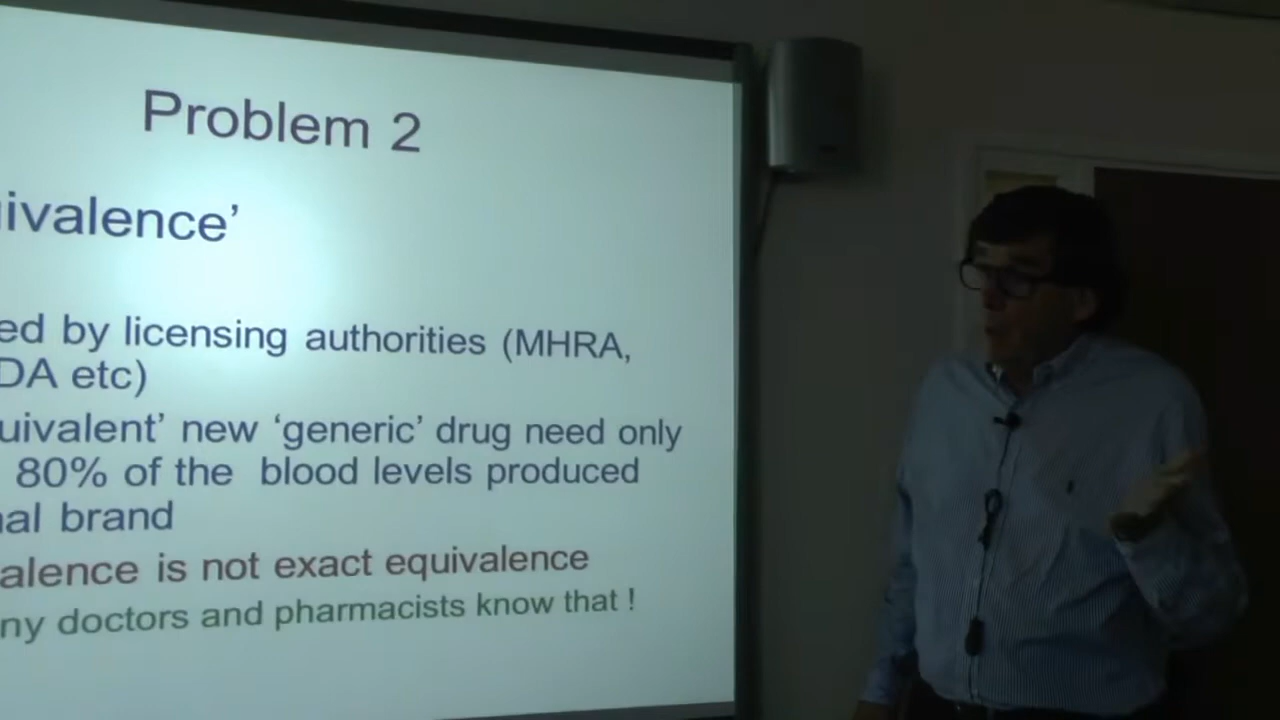 Problem 2
ivalence’
ed by licensing authorities (MHRA,
DA etc)
uivalent’ new ‘generic’ drug need only
80% of the blood levels produced
al brand
alence is not exact equivalence
ny doctors and pharmacists know that !